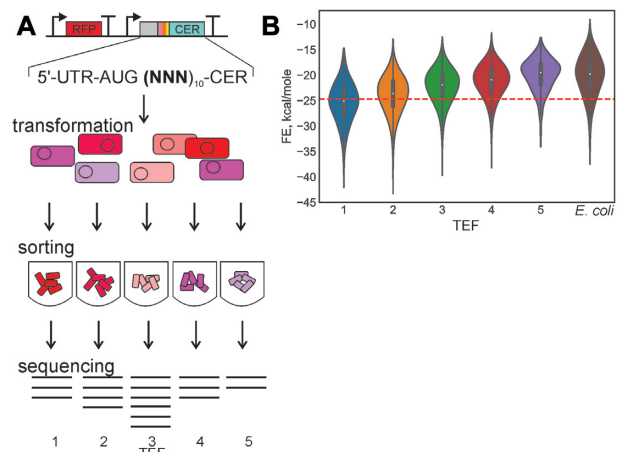 A
RFP
CER
5'-UTR-AUG (NNN)10-CER
transformation
sorting
sequencing
1 2 3 4 5
TEF
B
FE, kcal/mole
−10
−15
−20
−25
−30
−35
−40
−45
1 2 3 4 5 E. coli
TEF